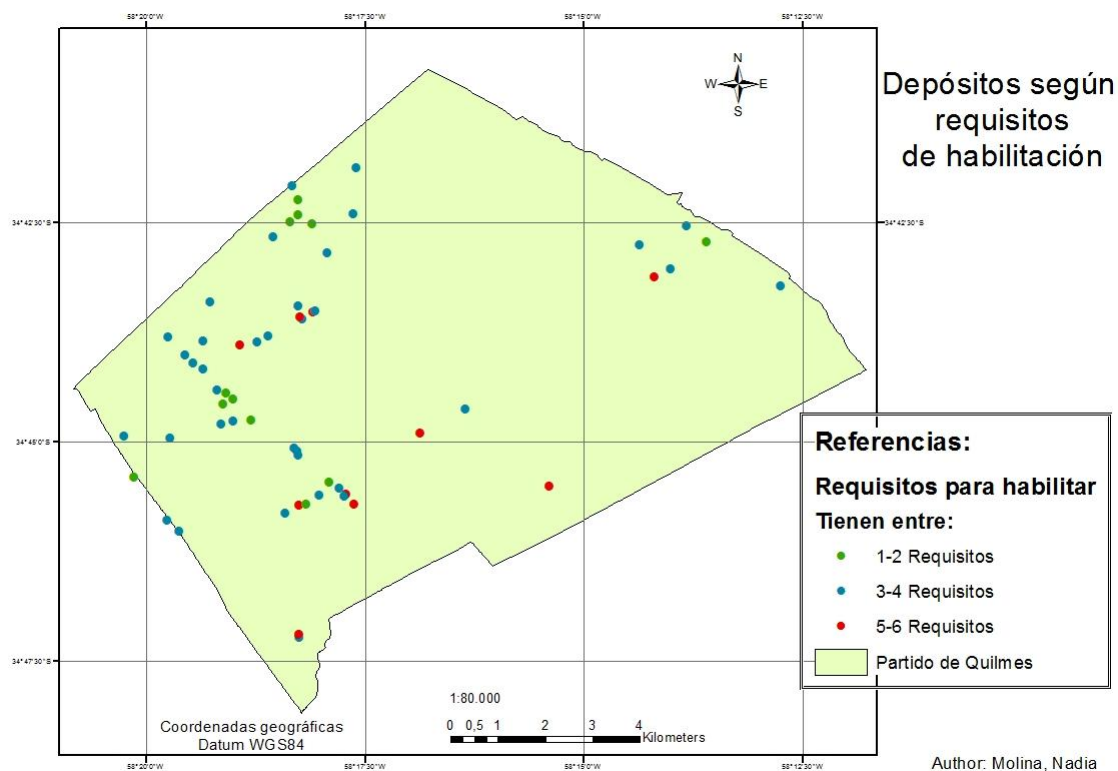 58°20'0"W
58°17'30"W
58°15'0"W
58°12'30"W
N
W E
S
Depósitos según
requisitos
de habilitación
34°42'30"S
34°42'30"S
34°45'0"S
34°47'30"S
Referencias:
Requisitos para habilitar
Tienen entre:
1-2 Requisitos
3-4 Requisitos
5-6 Requisitos
Partido de Quilmes
1:80.000
0 0,5 1 2 3 4
Kilometers
Coordenadas geográficas
Datum WGS84
58°20'0"W
58°17'30"W
58°15'0"W
58°12'30"W
Author: Molina, Nadia